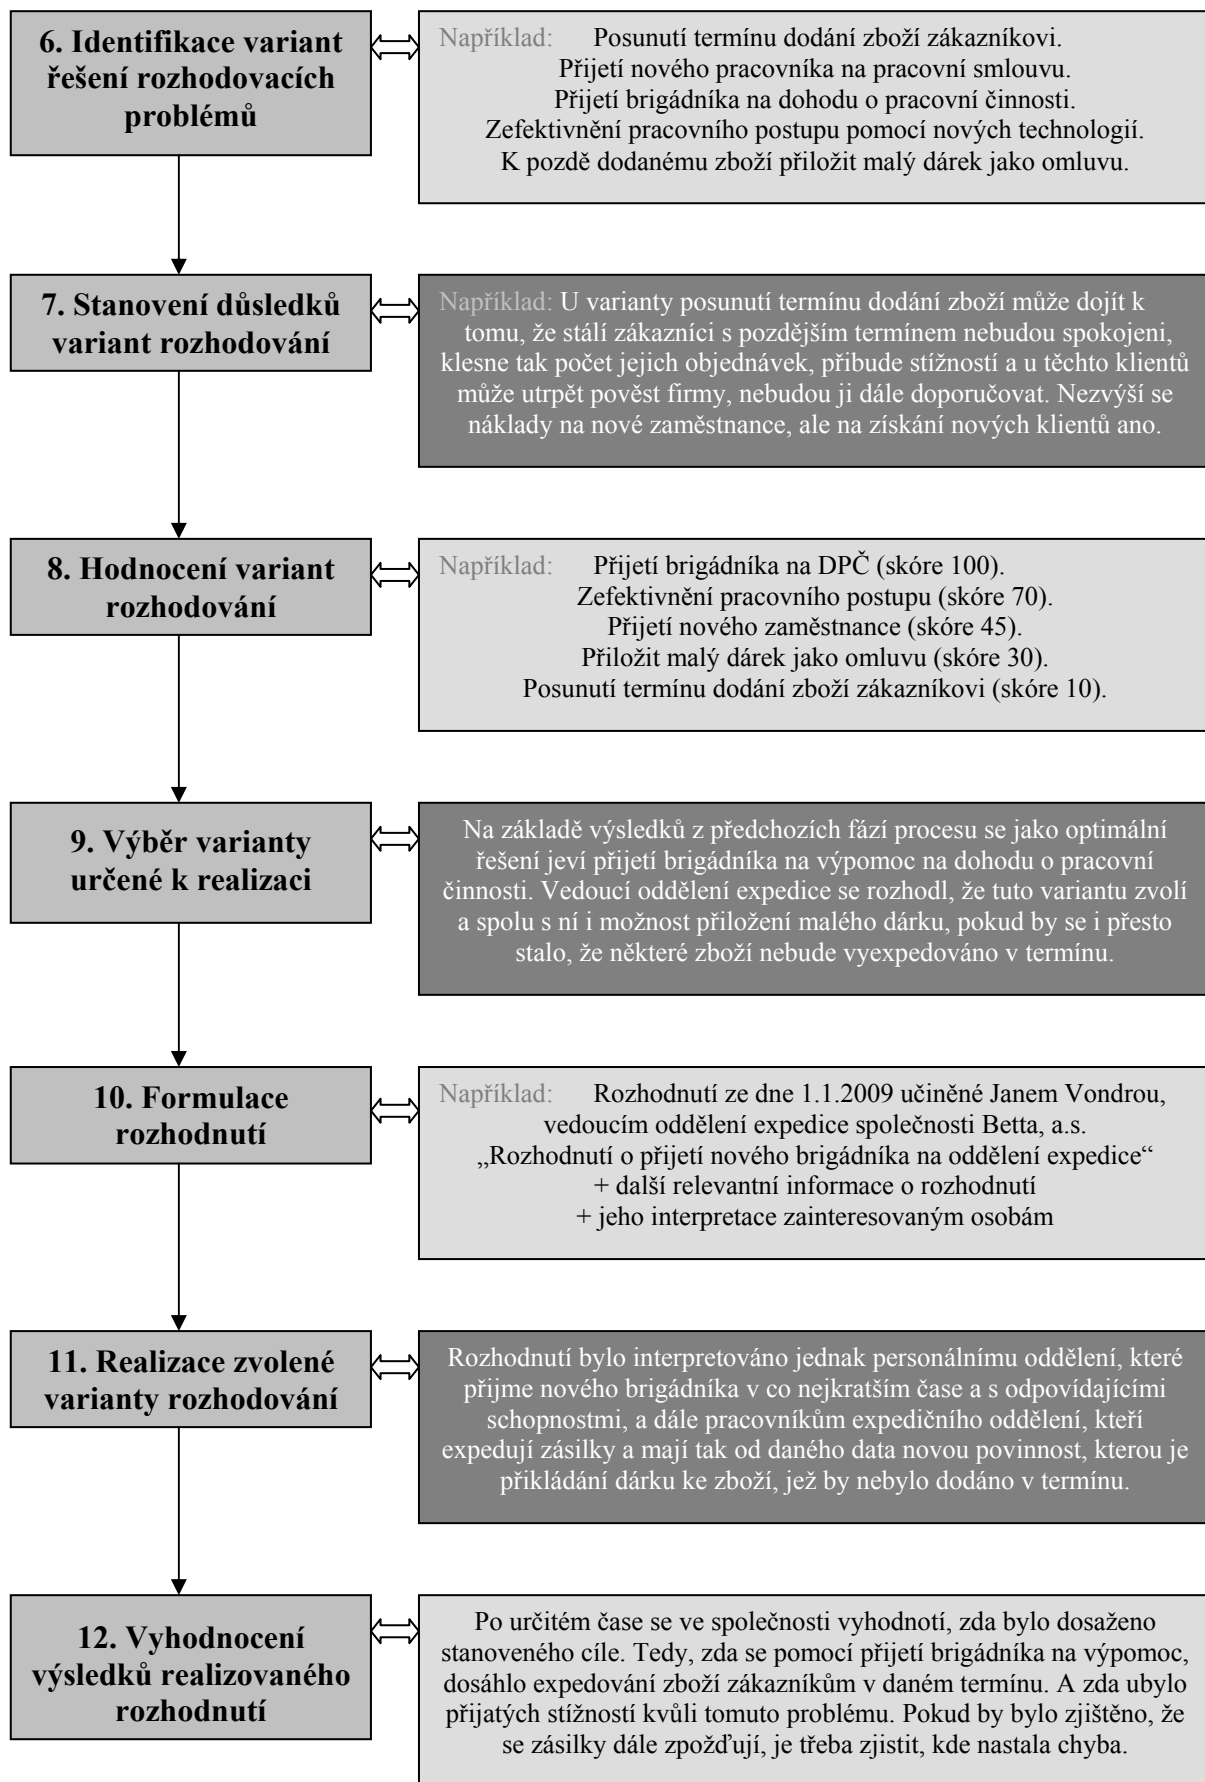 6. Identifikace variant
řešení rozhodovacích
problémů
Například: Posunutí termínu dodání zboží zákazníkovi.
Přijetí nového pracovníka na pracovní smlouvu.
Přijetí brigádníka na dohodu o pracovní činnosti.
Zefektivnění pracovního postupu pomocí nových technologií.
K pozdě dodanému zboží přiložit malý dárek jako omluvu.
7. Stanovení důsledků
variant rozhodování
Například: U varianty posunutí termínu dodání zboží může dojít k
tomu, že stálí zákazníci s pozdějším termínem nebudou spokojeni,
klesne tak počet jejich objednávek, přibude stížností a u těchto klientů
může utrpět pověst firmy, nebudou ji dále doporučovat. Nezvýší se
náklady na nové zaměstnance, ale na získání nových klientů ano.
8. Hodnocení variant
rozhodování
Například: Přijetí brigádníka na DPČ (skóre 100).
Zefektivnění pracovního postupu (skóre 70).
Přijetí nového zaměstnance (skóre 45).
Přiložit malý dárek jako omluvu (skóre 30).
Posunutí termínu dodání zboží zákazníkovi (skóre 10).
9. Výběr varianty
určené k realizaci
Na základě výsledků z předchozích fází procesu se jako optimální
řešení jeví přijetí brigádníka na výpomoc na dohodu o pracovní
činnosti. Vedoucí oddělení expedice se rozhodl, že tuto variantu zvolí
a spolu s ní i možnost přiložení malého dárku, pokud by se i přesto
stalo, že některé zboží nebude vyexpedováno v termínu.
10. Formulace
rozhodnutí
Například: Rozhodnutí ze dne 1.1.2009 učiněné Janem Vondrou,
vedoucím oddělení expedice společnosti Betta, a.s.
„Rozhodnutí o přijetí nového brigádníka na oddělení expedice“
+ další relevantní informace o rozhodnutí
+ jeho interpretace zainteresovaným osobám
11. Realizace zvolené
varianty rozhodování
Rozhodnutí bylo interpretováno jednak personálnímu oddělení, které
přijme nového brigádníka v co nejkratším čase a s odpovídajícími
schopnostmi, a dále pracovníkům expedičního oddělení, kteří
expedují zásilky a mají tak od daného data novou povinnost, kterou je
přikládání dárku ke zboží, jež by nebylo dodáno v termínu.
12. Vyhodnocení
výsledků realizovaného
rozhodnutí
Po určitém čase se ve společnosti vyhodnotí, zda bylo dosaženo
stanoveného cíle. Tedy, zda se pomocí přijetí brigádníka na výpomoc,
dosáhlo expedování zboží zákazníkům v daném termínu. A zda ubylo
přijatých stížností kvůli tomuto problému. Pokud by bylo zjištěno, že
se zásilky dále zpožďují, je třeba zjistit, kde nastala chyba.